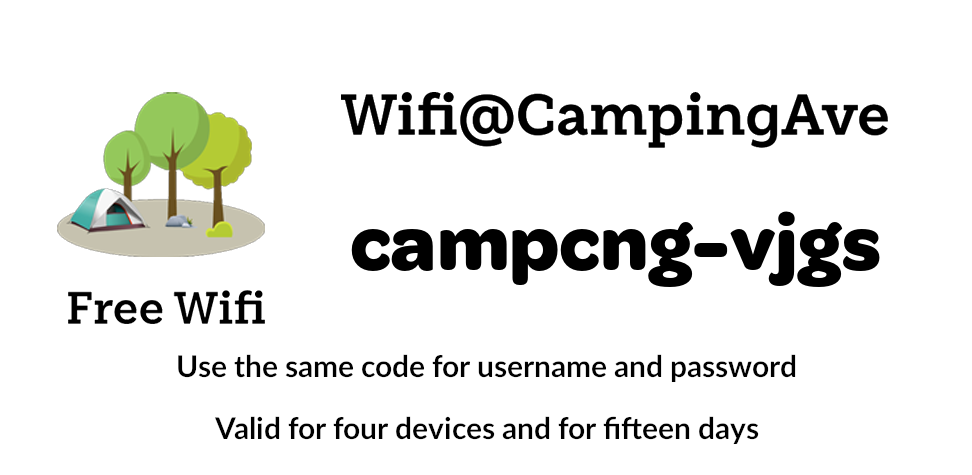 Wifi@CampingAve
campcng-vjgs
Free Wifi
Use the same code for username and password
Valid for four devices and for fifteen days